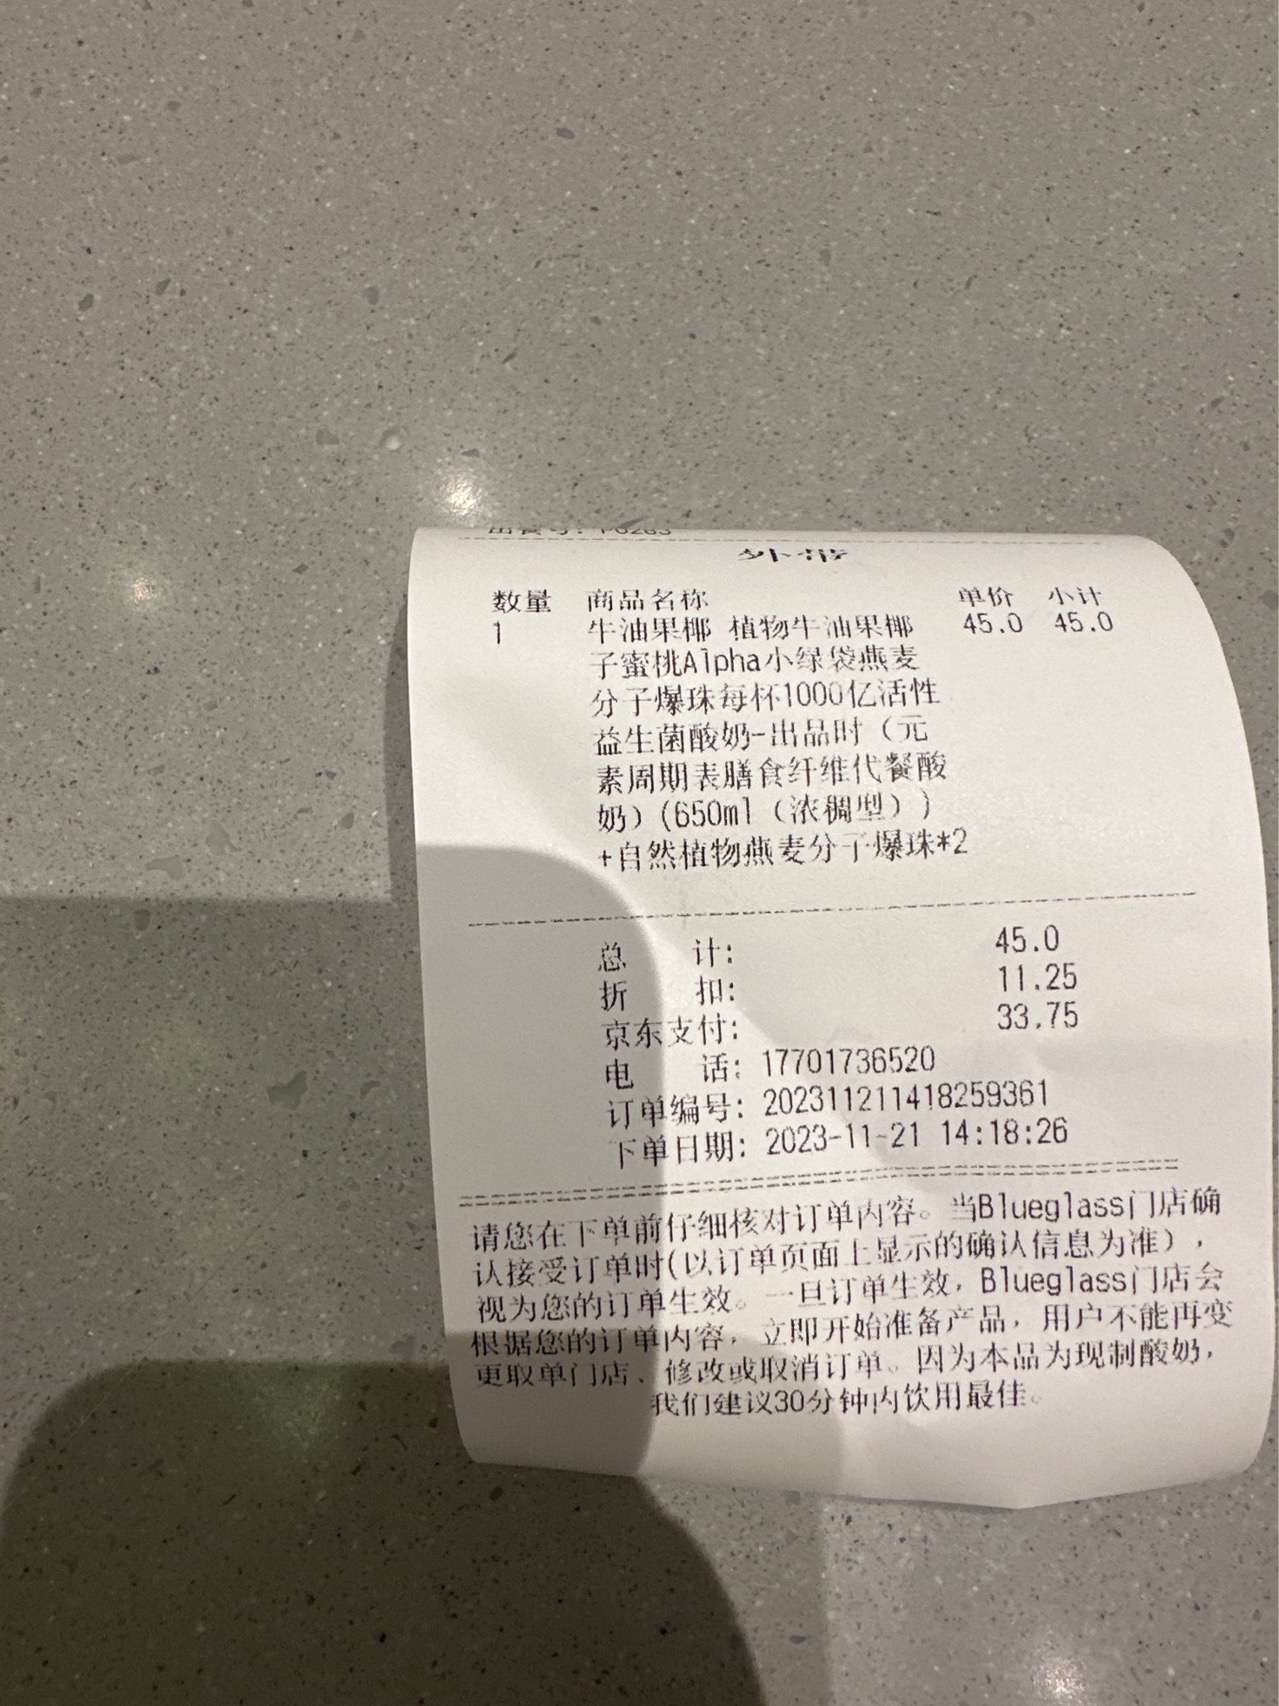 外带
数量 商品名称 单价 小计
1 牛油果椰 植物牛油果椰 45.0 45.0
子蜜桃Alpha小绿袋燕麦
分子爆珠每杯1000亿活性
益生菌酸奶-出品时（元
素周期表膳食纤维代餐酸
奶）(650ml（浓稠型））
+自然植物燕麦分子爆珠*2
总 计: 45.0
折 扣: 11.25
京东支付: 33.75
电 话: 17701736520
订单编号: 202311211418259361
下单日期: 2023-11-21 14:18:26
请您在下单前仔细核对订单内容。当Blueglass门店确
认接受订单时(以订单页面上显示的确认信息为准)，
视为您的订单生效。一旦订单生效，Blueglass门店会
根据您的订单内容，立即开始准备产品，用户不能再变
更取单门店、修改或取消订单。因为本品为现制酸奶，
我们建议30分钟内饮用最佳。